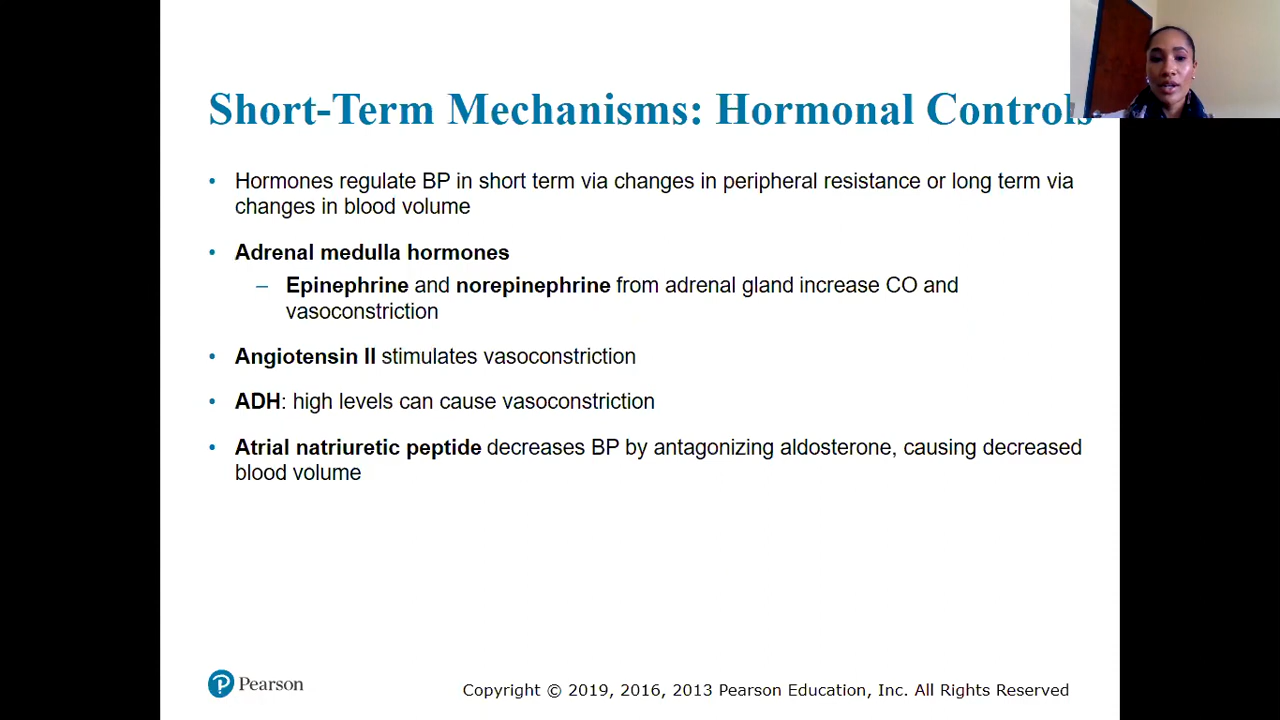 Short-Term Mechanisms: Hormonal Controls
• Hormones regulate BP in short term via changes in peripheral resistance or long term via
changes in blood volume
• Adrenal medulla hormones
– Epinephrine and norepinephrine from adrenal gland increase CO and
vasoconstriction
• Angiotensin II stimulates vasoconstriction
• ADH: high levels can cause vasoconstriction
• Atrial natriuretic peptide decreases BP by antagonizing aldosterone, causing decreased
blood volume
Pearson
Copyright © 2019, 2016, 2013 Pearson Education, Inc. All Rights Reserved